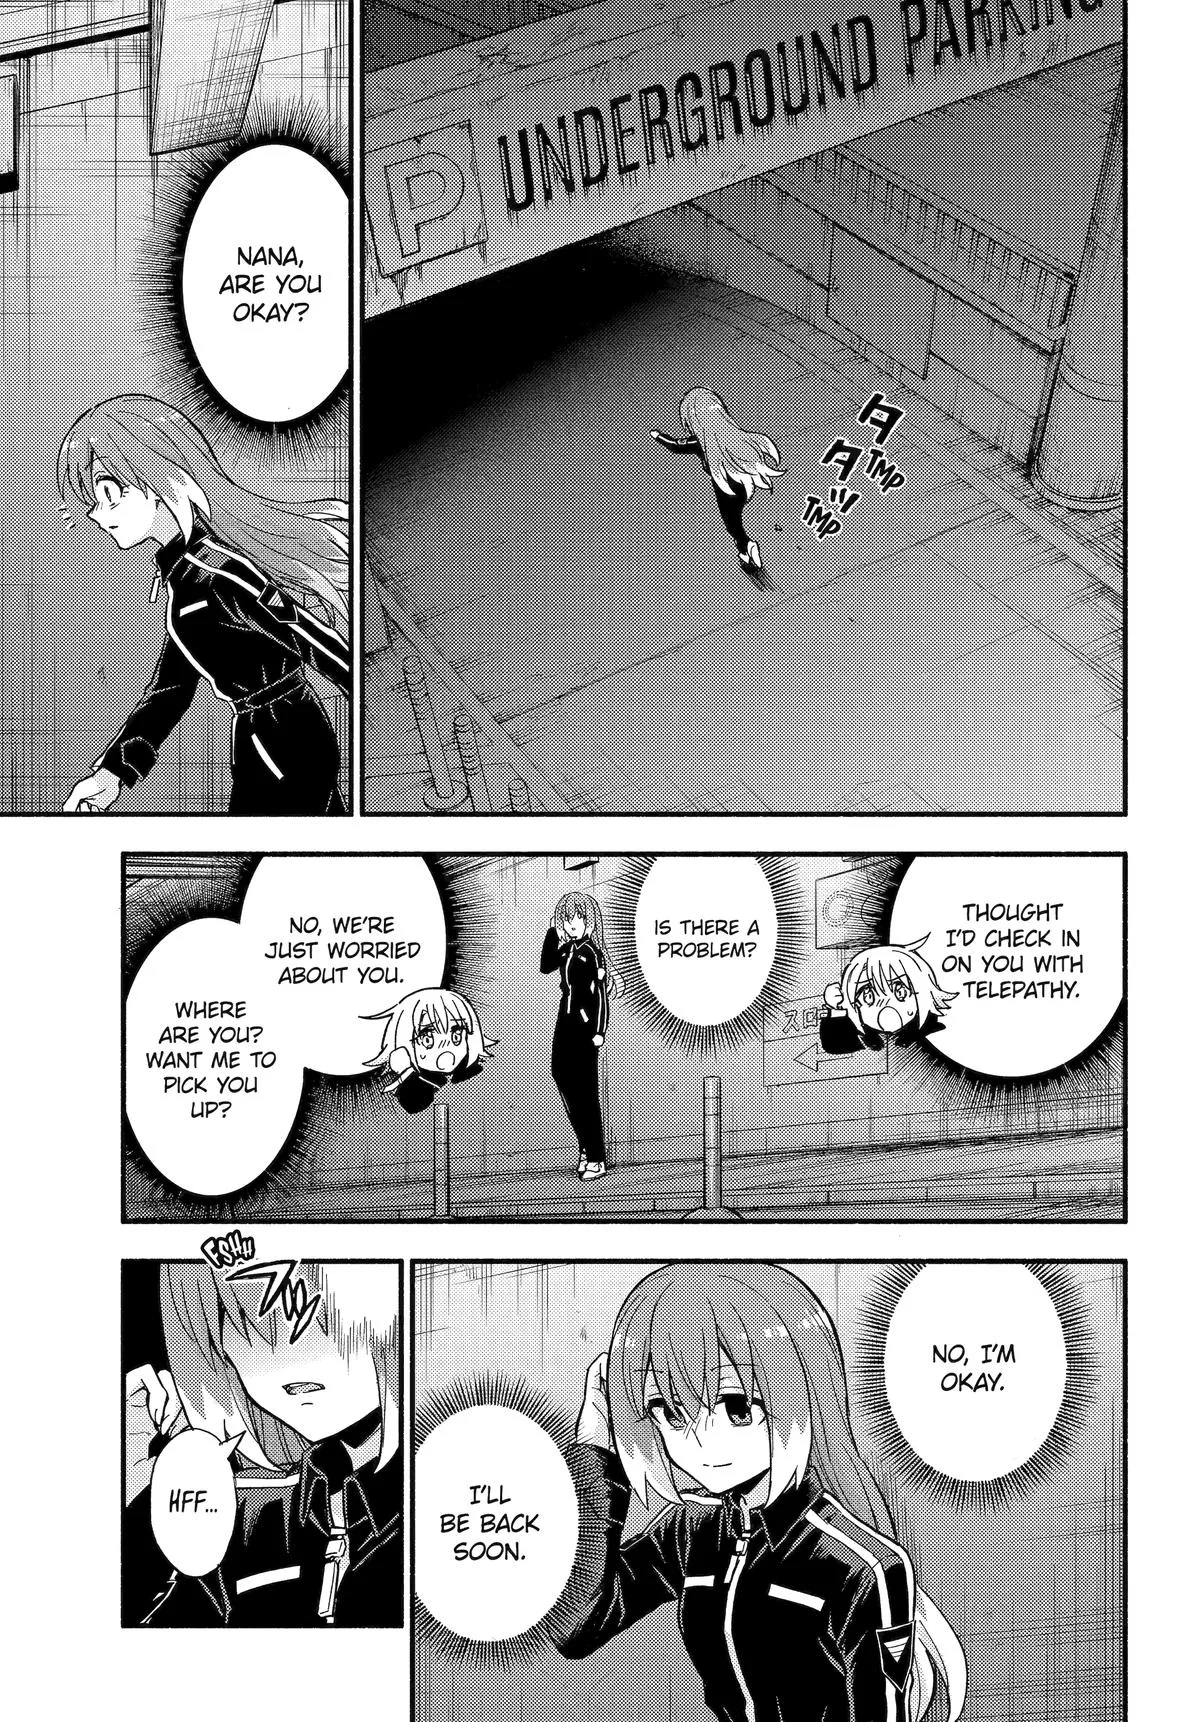 P UNDERGROUND PARKING
タタッ
TMP
TMP
NANA,
ARE YOU
OKAY?
THOUGHT
I'D CHECK IN
ON YOU WITH
TELEPATHY.
スロ
IS THERE A
PROBLEM?
NO, WE'RE
JUST WORRIED
ABOUT YOU.
WHERE
ARE YOU?
WANT ME TO
PICK YOU
UP?
NO, I'M
OKAY.
I'LL
BE BACK
SOON.
FSHH
HFF...